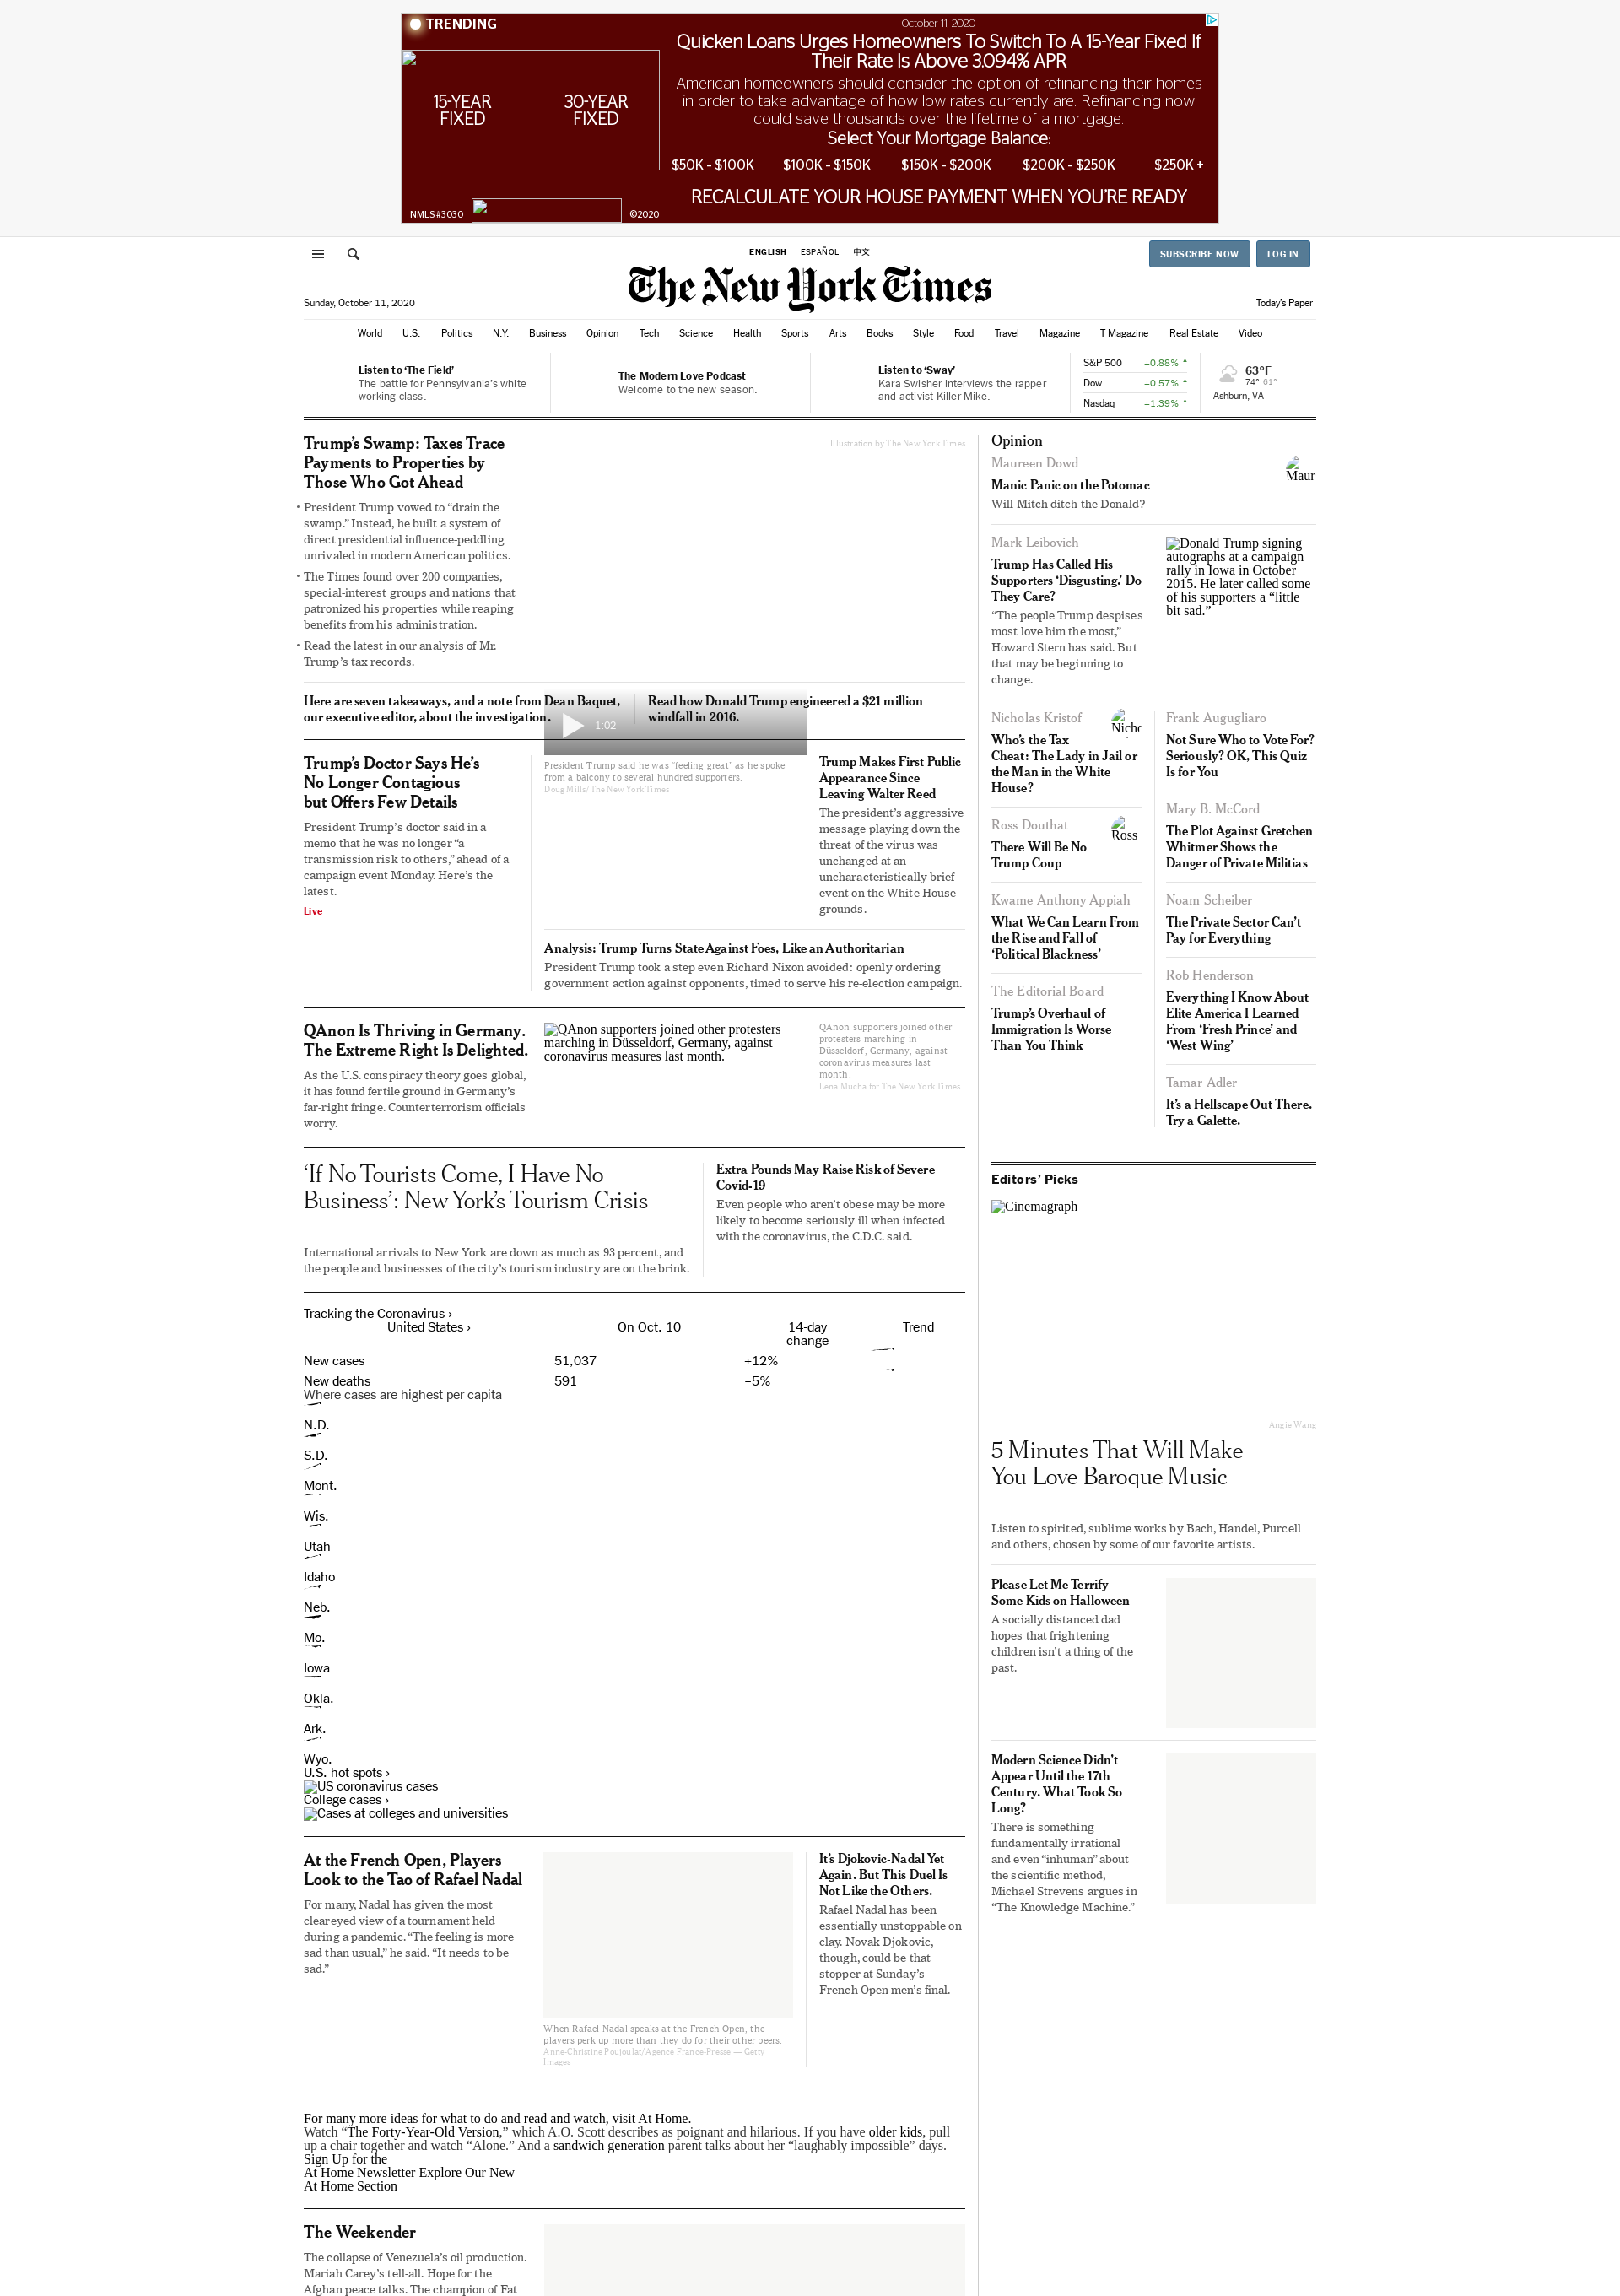 TRENDING
15-YEAR
FIXED
30-YEAR
FIXED
NMLS #3030
©2020
October 11, 2020
Quicken Loans Urges Homeowners To Switch To A 15-Year Fixed If
Their Rate Is Above 3.094% APR
American homeowners should consider the option of refinancing their homes
in order to take advantage of how low rates currently are. Refinancing now
could save thousands over the lifetime of a mortgage.
Select Your Mortgage Balance:
$50K - $100K $100K - $150K $150K - $200K $200K - $250K $250K +
RECALCULATE YOUR HOUSE PAYMENT WHEN YOU'RE READY
ENGLISH ESPAÑOL 中文
SUBSCRIBE NOW LOG IN
The New York Times
Sunday, October 11, 2020
Today's Paper
World U.S. Politics N.Y. Business Opinion Tech Science Health Sports Arts Books Style Food Travel Magazine T Magazine Real Estate Video
Listen to ‘The Field’
The battle for Pennsylvania's white
working class.
The Modern Love Podcast
Welcome to the new season.
Listen to ‘Sway’
Kara Swisher interviews the rapper
and activist Killer Mike.
S&P 500 +0.88% ↑
Dow +0.57% ↑
Nasdaq +1.39% ↑
63°F
74° 61°
Ashburn, VA
Trump’s Swamp: Taxes Trace
Payments to Properties by
Those Who Got Ahead
• President Trump vowed to “drain the
swamp.” Instead, he built a system of
direct presidential influence-peddling
unrivaled in modern American politics.
• The Times found over 200 companies,
special-interest groups and nations that
patronized his properties while reaping
benefits from his administration.
• Read the latest in our analysis of Mr.
Trump’s tax records.
Illustration by The New York Times
Here are seven takeaways, and a note from Dean Baquet,
our executive editor, about the investigation.
Read how Donald Trump engineered a $21 million
windfall in 2016.
1:02
Trump’s Doctor Says He’s
No Longer Contagious
but Offers Few Details
President Trump’s doctor said in a
memo that he was no longer “a
transmission risk to others,” ahead of a
campaign event Monday. Here’s the
latest.
Live
President Trump said he was “feeling great” as he spoke
from a balcony to several hundred supporters.
Doug Mills/The New York Times
Trump Makes First Public
Appearance Since
Leaving Walter Reed
The president’s aggressive
message playing down the
threat of the virus was
unchanged at an
uncharacteristically brief
event on the White House
grounds.
Analysis: Trump Turns State Against Foes, Like an Authoritarian
President Trump took a step even Richard Nixon avoided: openly ordering
government action against opponents, timed to serve his re-election campaign.
QAnon Is Thriving in Germany.
The Extreme Right Is Delighted.
As the U.S. conspiracy theory goes global,
it has found fertile ground in Germany’s
far-right fringe. Counterterrorism officials
worry.
QAnon supporters joined other protesters
marching in Düsseldorf, Germany, against
coronavirus measures last month.
QAnon supporters joined other
protesters marching in
Düsseldorf, Germany, against
coronavirus measures last
month.
Lena Mucha for The New York Times
‘If No Tourists Come, I Have No
Business’: New York’s Tourism Crisis
International arrivals to New York are down as much as 93 percent, and
the people and businesses of the city’s tourism industry are on the brink.
Extra Pounds May Raise Risk of Severe
Covid-19
Even people who aren’t obese may be more
likely to become seriously ill when infected
with the coronavirus, the C.D.C. said.
Tracking the Coronavirus ›
United States › On Oct. 10 14-day
change Trend
New cases 51,037 +12%
New deaths 591 −5%
Where cases are highest per capita
N.D.
S.D.
Mont.
Wis.
Utah
Idaho
Neb.
Mo.
Iowa
Okla.
Ark.
Wyo.
U.S. hot spots ›
US coronavirus cases
College cases ›
Cases at colleges and universities
At the French Open, Players
Look to the Tao of Rafael Nadal
For many, Nadal has given the most
cleareyed view of a tournament held
during a pandemic. “The feeling is more
sad than usual,” he said. “It needs to be
sad.”
When Rafael Nadal speaks at the French Open, the
players perk up more than they do for their other peers.
Anne-Christine Poujoulat/Agence France-Presse — Getty
Images
It’s Djokovic-Nadal Yet
Again. But This Duel Is
Not Like the Others.
Rafael Nadal has been
essentially unstoppable on
clay. Novak Djokovic,
though, could be that
stopper at Sunday’s
French Open men’s final.
For many more ideas for what to do and read and watch, visit At Home.
Watch “The Forty-Year-Old Version,” which A.O. Scott describes as poignant and hilarious. If you have older kids, pull
up a chair together and watch “Alone.” And a sandwich generation parent talks about her “laughably impossible” days.
Sign Up for the
At Home Newsletter Explore Our New
At Home Section
The Weekender
The collapse of Venezuela’s oil production.
Mariah Carey’s tell-all. Hope for the
Afghan peace talks. The champion of Fat
Opinion
Maureen Dowd
Manic Panic on the Potomac
Will Mitch ditch the Donald?
Maur
Mark Leibovich
Trump Has Called His
Supporters ‘Disgusting.’ Do
They Care?
“The people Trump despises
most love him the most,”
Howard Stern has said. But
that may be beginning to
change.
Donald Trump signing
autographs at a campaign
rally in Iowa in October
2015. He later called some
of his supporters a “little
bit sad.”
Nicholas Kristof
Who’s the Tax
Cheat: The Lady in Jail or
the Man in the White
House?
Nicho
Ross Douthat
There Will Be No
Trump Coup
Ross
Kwame Anthony Appiah
What We Can Learn From
the Rise and Fall of
‘Political Blackness’
The Editorial Board
Trump’s Overhaul of
Immigration Is Worse
Than You Think
Frank Augugliaro
Not Sure Who to Vote For?
Seriously? OK, This Quiz
Is for You
Mary B. McCord
The Plot Against Gretchen
Whitmer Shows the
Danger of Private Militias
Noam Scheiber
The Private Sector Can’t
Pay for Everything
Rob Henderson
Everything I Know About
Elite America I Learned
From ‘Fresh Prince’ and
‘West Wing’
Tamar Adler
It’s a Hellscape Out There.
Try a Galette.
Editors’ Picks
Cinemagraph
Angie Wang
5 Minutes That Will Make
You Love Baroque Music
Listen to spirited, sublime works by Bach, Handel, Purcell
and others, chosen by some of our favorite artists.
Please Let Me Terrify
Some Kids on Halloween
A socially distanced dad
hopes that frightening
children isn’t a thing of the
past.
Modern Science Didn’t
Appear Until the 17th
Century. What Took So
Long?
There is something
fundamentally irrational
and even “inhuman” about
the scientific method,
Michael Strevens argues in
“The Knowledge Machine.”